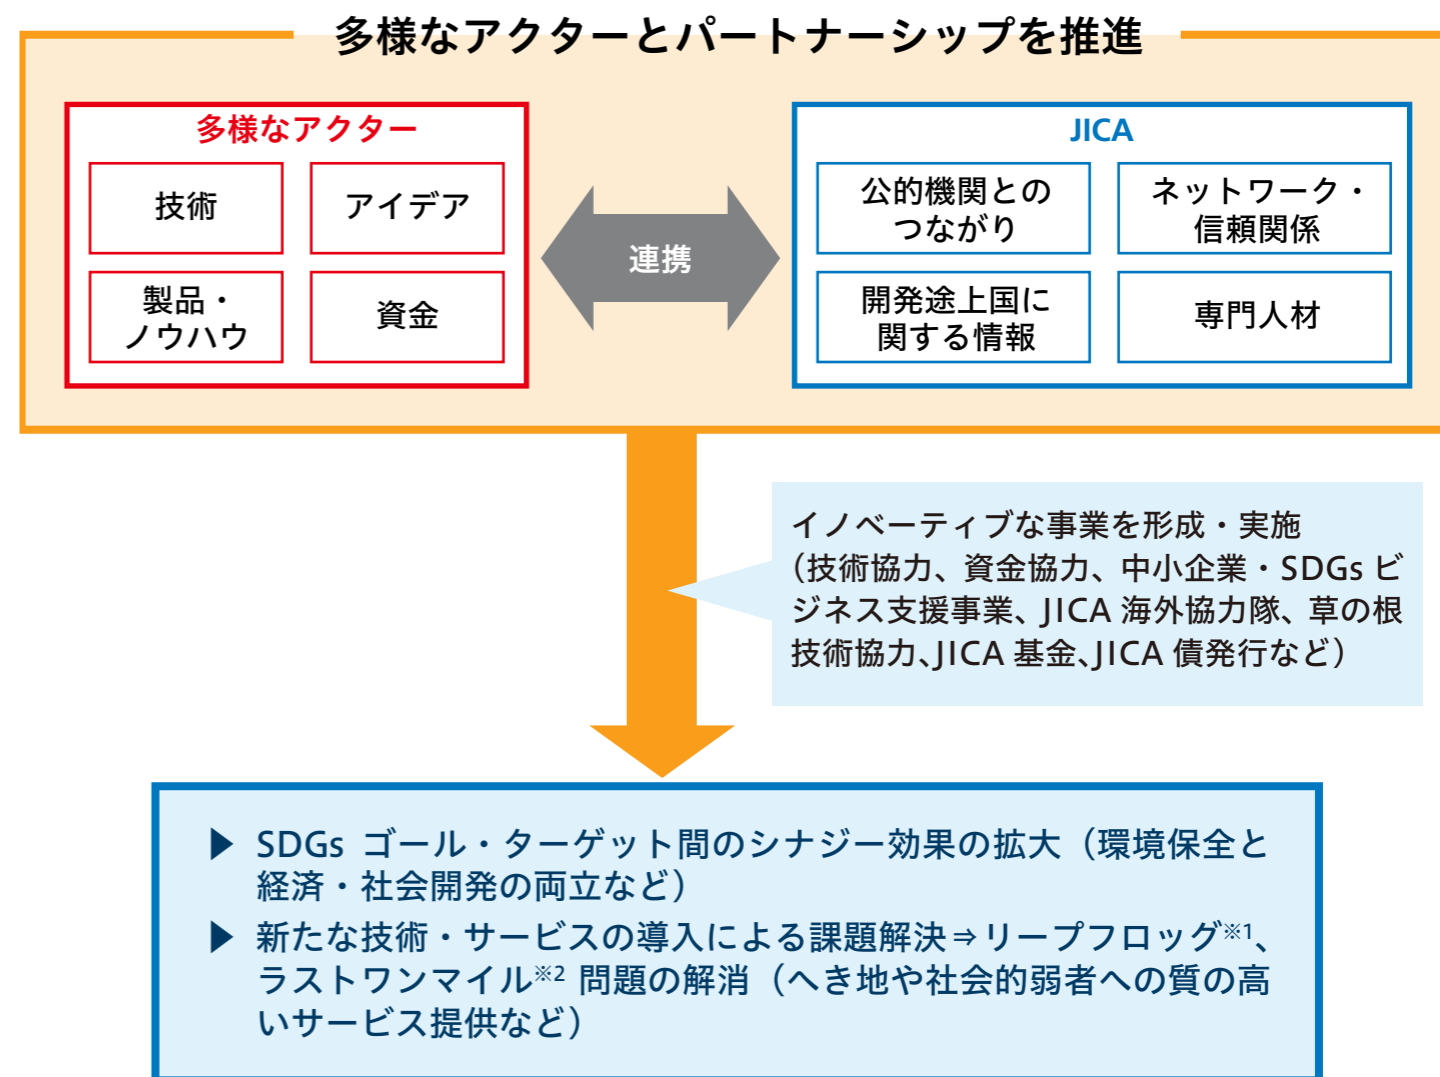 多様なアクターとパートナーシップを推進
多様なアクター
技術
アイデア
製品・
ノウハウ
資金
連携
JICA
公的機関との
つながり
ネットワーク・
信頼関係
開発途上国に
関する情報
専門人材
イノベーティブな事業を形成・実施
（技術協力、資金協力、中小企業・SDGs ビ
ジネス支援事業、JICA 海外協力隊、草の根
技術協力、JICA 基金、JICA 債発行など）
▶ SDGs ゴール・ターゲット間のシナジー効果の拡大（環境保全と
経済・社会開発の両立など）
▶ 新たな技術・サービスの導入による課題解決⇒リープフロッグ※1、
ラストワンマイル※2 問題の解消（へき地や社会的弱者への質の高
いサービス提供など）